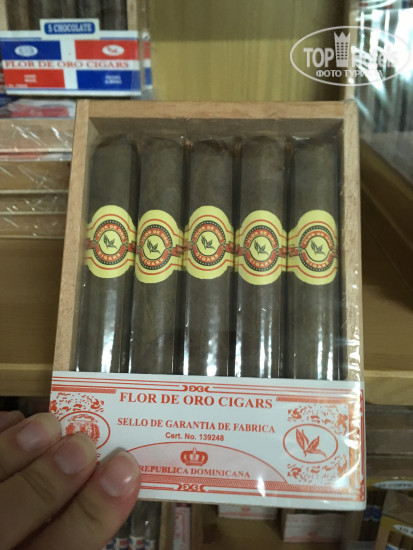 TOP
ФОТО ТУРИ
5 CHOCOLATE
FLOR DE ORO CIGARS
FLOR DE ORO CIGARS
SELLO DE GARANTIA DE FABRICA
Cert. No. 139248
REPUBLICA DOMINICANA